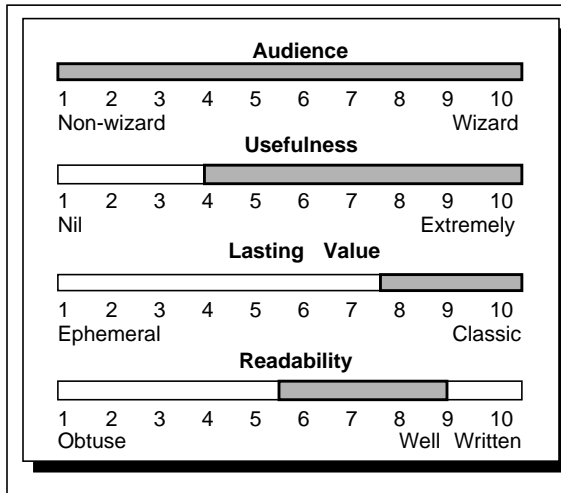 Audience
1 2 3 4 5 6 7 8 9 10
Non-wizard Wizard
Usefulness
1 2 3 4 5 6 7 8 9 10
Nil Extremely
Lasting Value
1 2 3 4 5 6 7 8 9 10
Ephemeral Classic
Readability
1 2 3 4 5 6 7 8 9 10
Obtuse Well Written